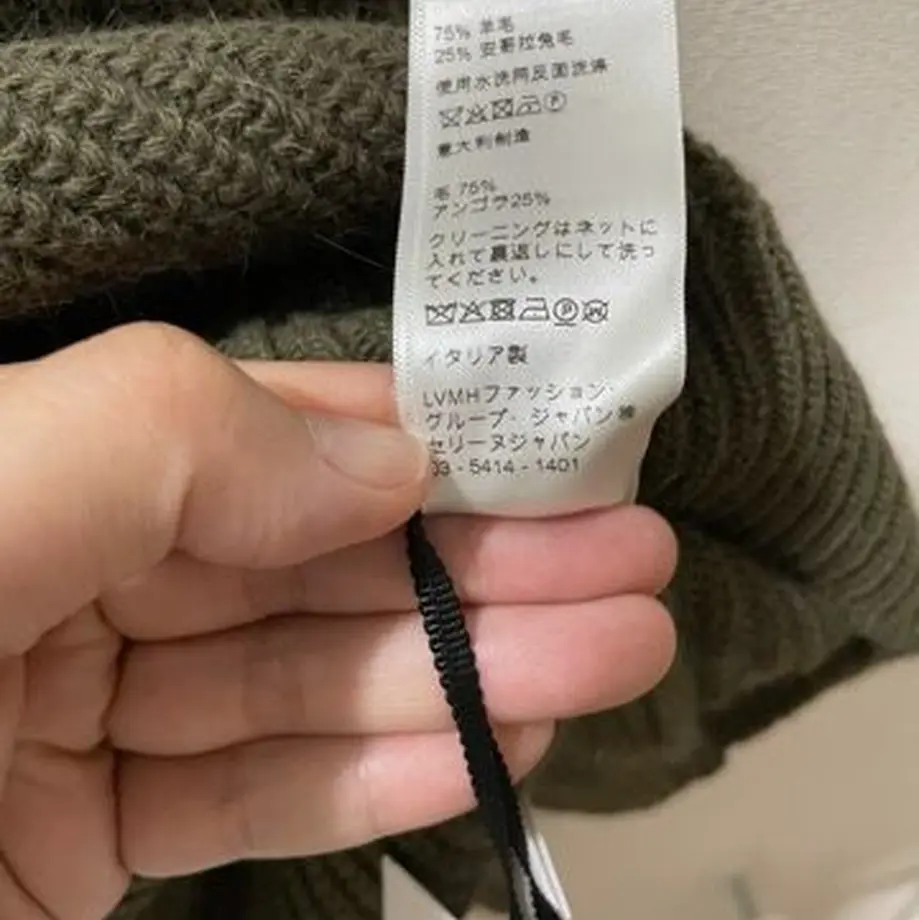 75% 羊毛
25% 安哥拉兔毛
使用水洗网反面洗涤
意大利制造
毛 75%
アンゴラ25%
クリーニングはネットに
入れて裏返しにして洗っ
てください。
イタリア製
LVMHファッション・
グループ・ジャパン㈱
セリーヌジャパン
03 - 5414 - 1401